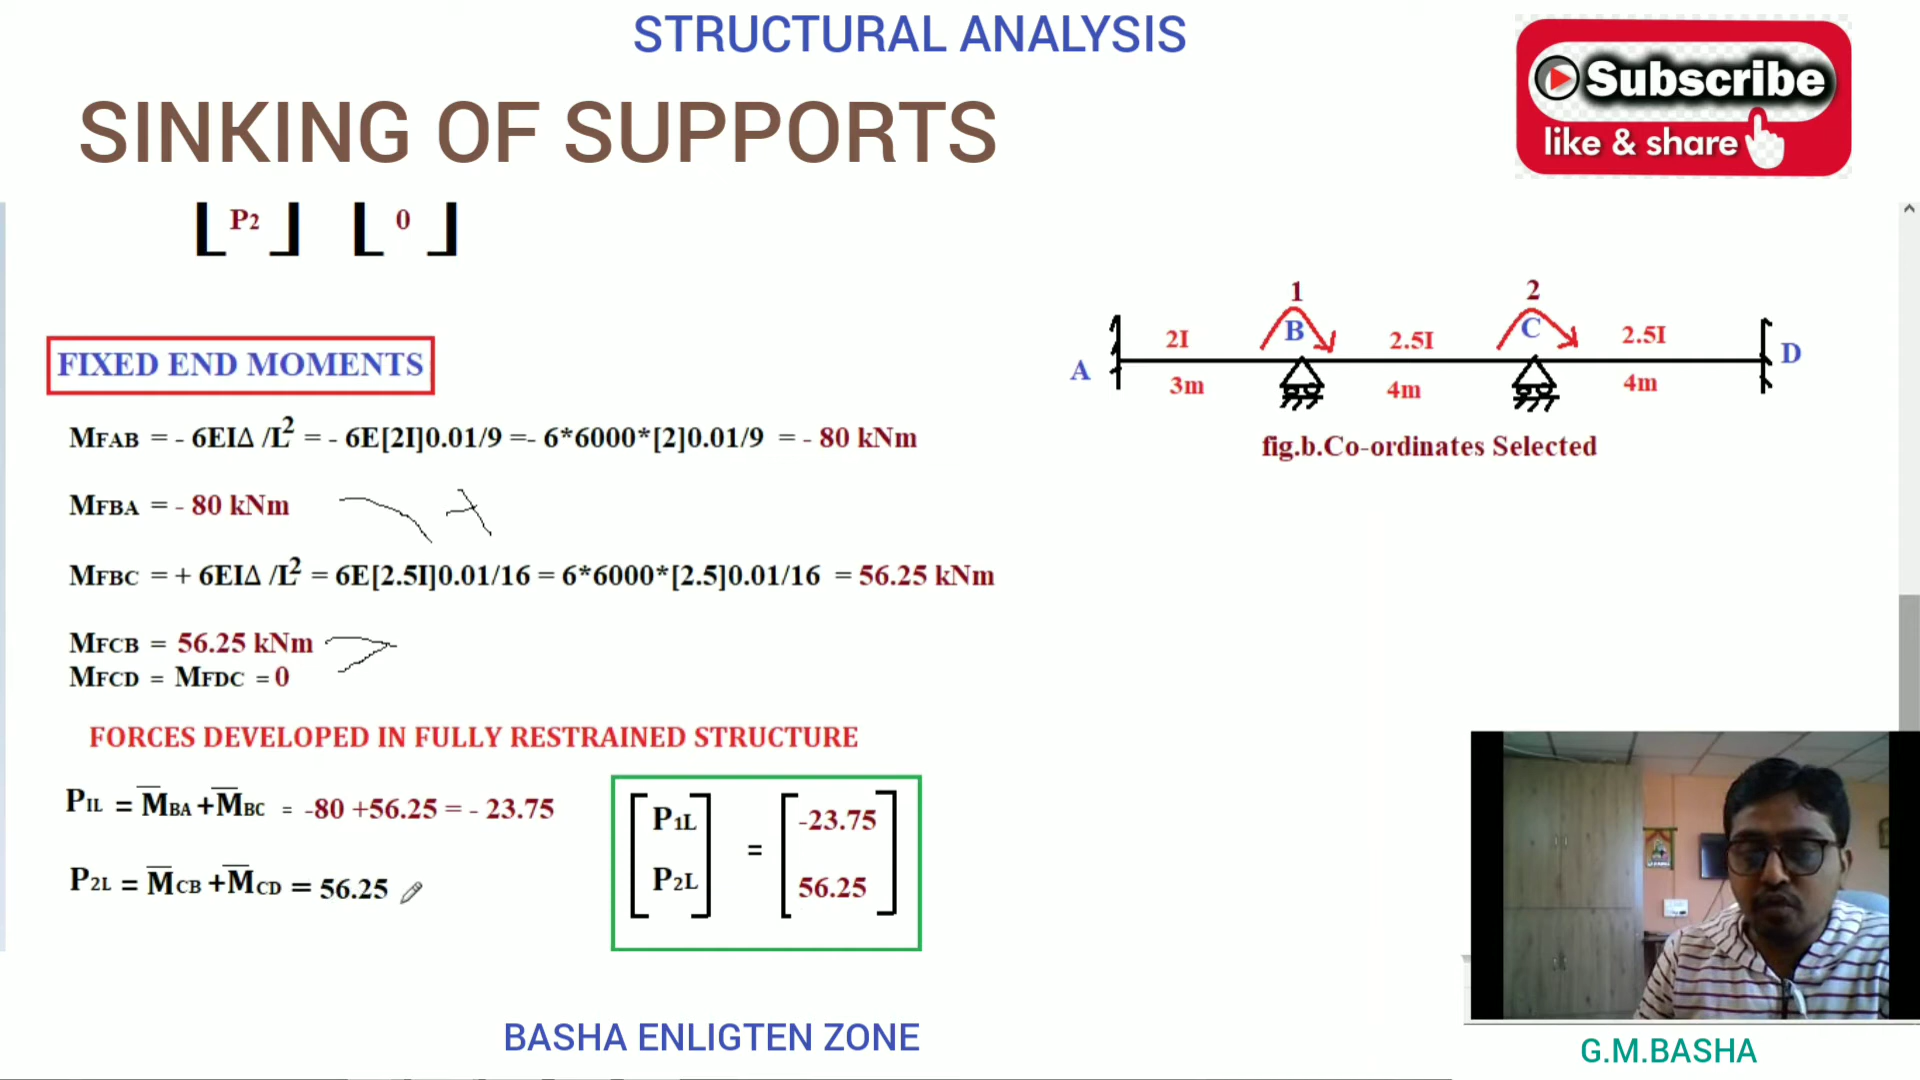 STRUCTURAL ANALYSIS
SINKING OF SUPPORTS
Subscribe
like & share
P2 0
FIXED END MOMENTS
MFAB = - 6EIΔ /L² = - 6E[2I]0.01/9 =- 6*6000*[2]0.01/9 = - 80 kNm
MFBA = - 80 kNm
MFBC = + 6EIΔ /L² = 6E[2.5I]0.01/16 = 6*6000*[2.5]0.01/16 = 56.25 kNm
MFCB = 56.25 kNm
MFCD = MFDC = 0
FORCES DEVELOPED IN FULLY RESTRAINED STRUCTURE
P1L = M̅BA +M̅BC = -80 +56.25 = - 23.75
P2L = M̅CB +M̅CD = 56.25
P1L = -23.75
P2L 56.25
1 2
2I B 2.5I C 2.5I
A D
3m 4m 4m
fig.b.Co-ordinates Selected
BASHA ENLIGTEN ZONE
G.M.BASHA